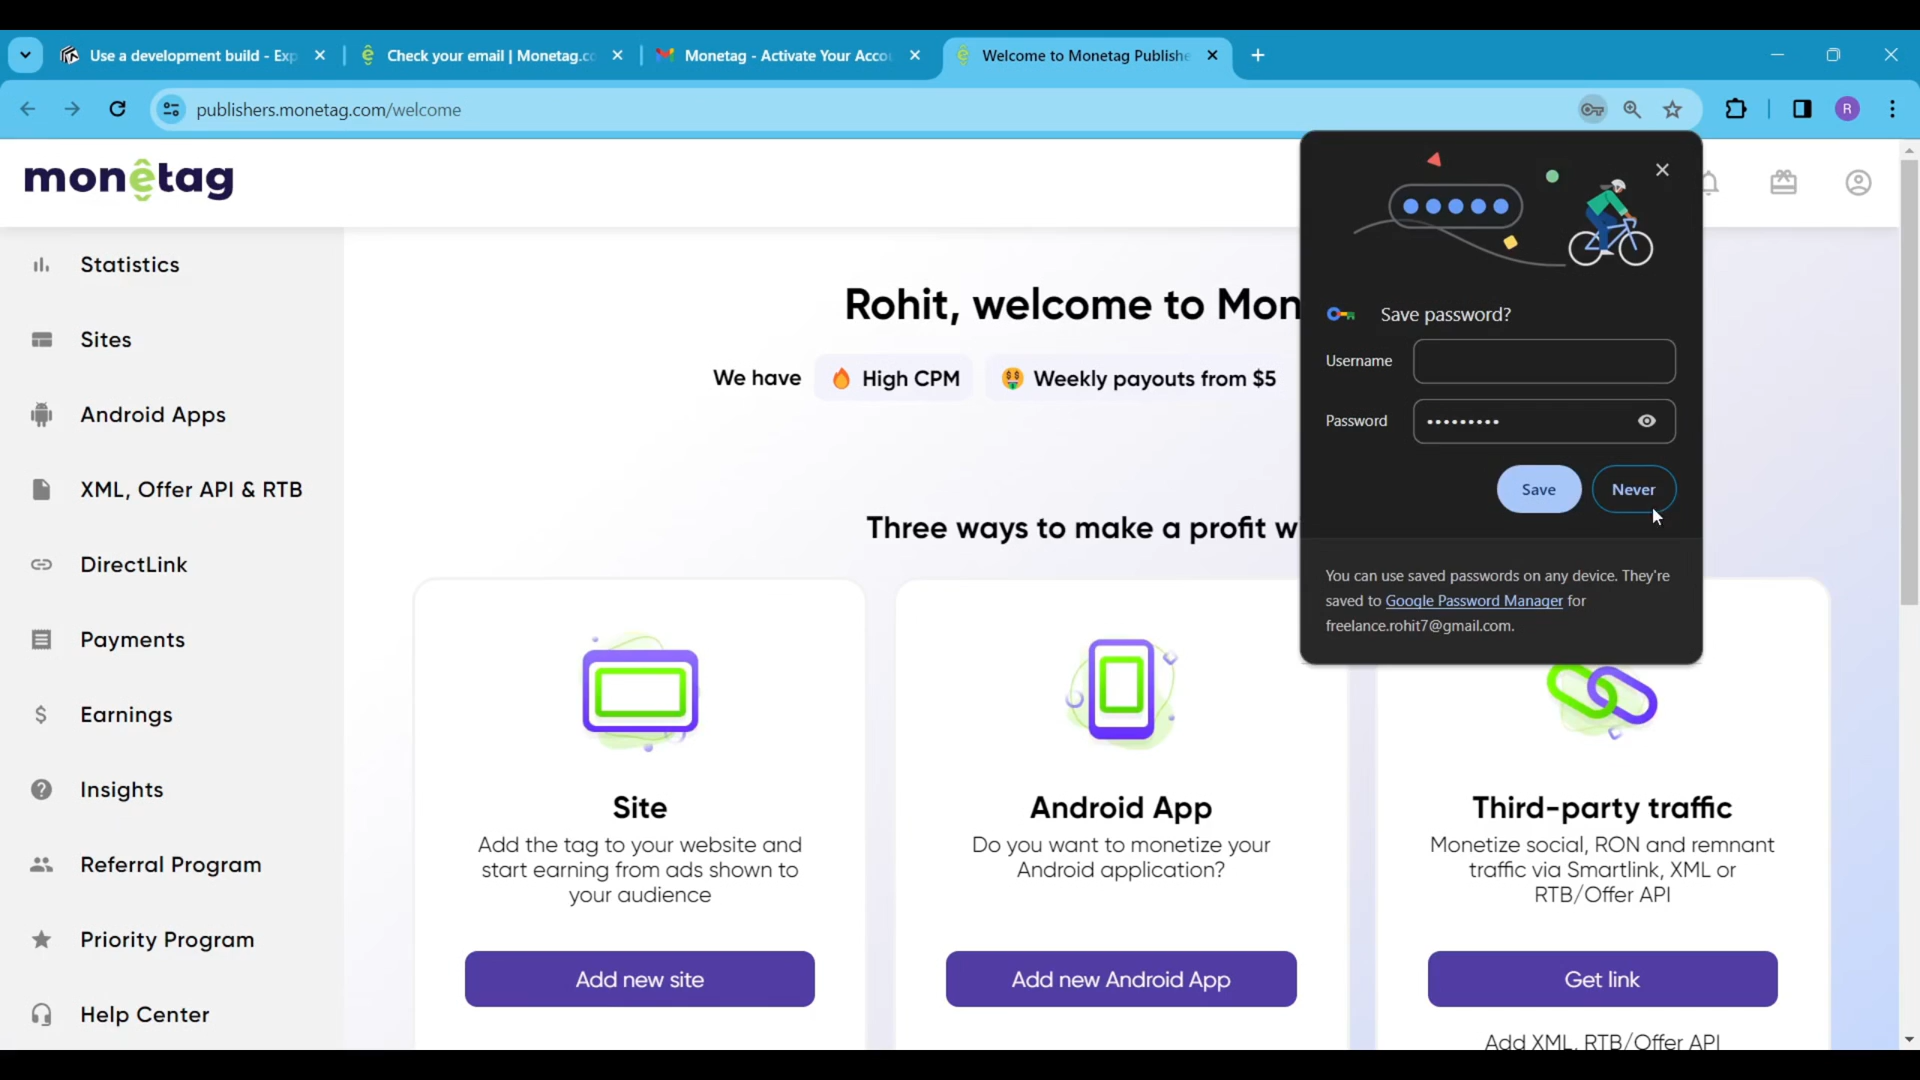 Use a development build - Exp
Check your email | Monetag.co
Monetag - Activate Your Accou
Welcome to Monetag Publishe
publishers.monetag.com/welcome
R
monêtag
Statistics
Sites
Android Apps
XML, Offer API & RTB
DirectLink
Payments
Earnings
Insights
Referral Program
Priority Program
Help Center
Rohit, welcome to Mon
We have
High CPM
Weekly payouts from $5
Three ways to make a profit w
Save password?
Username
Password
Save
Never
You can use saved passwords on any device. They're
saved to Google Password Manager for
freelance.rohit7@gmail.com.
Site
Add the tag to your website and
start earning from ads shown to
your audience
Add new site
Android App
Do you want to monetize your
Android application?
Add new Android App
Third-party traffic
Monetize social, RON and remnant
traffic via Smartlink, XML or
RTB/Offer API
Get link
Add XML, RTB/Offer API